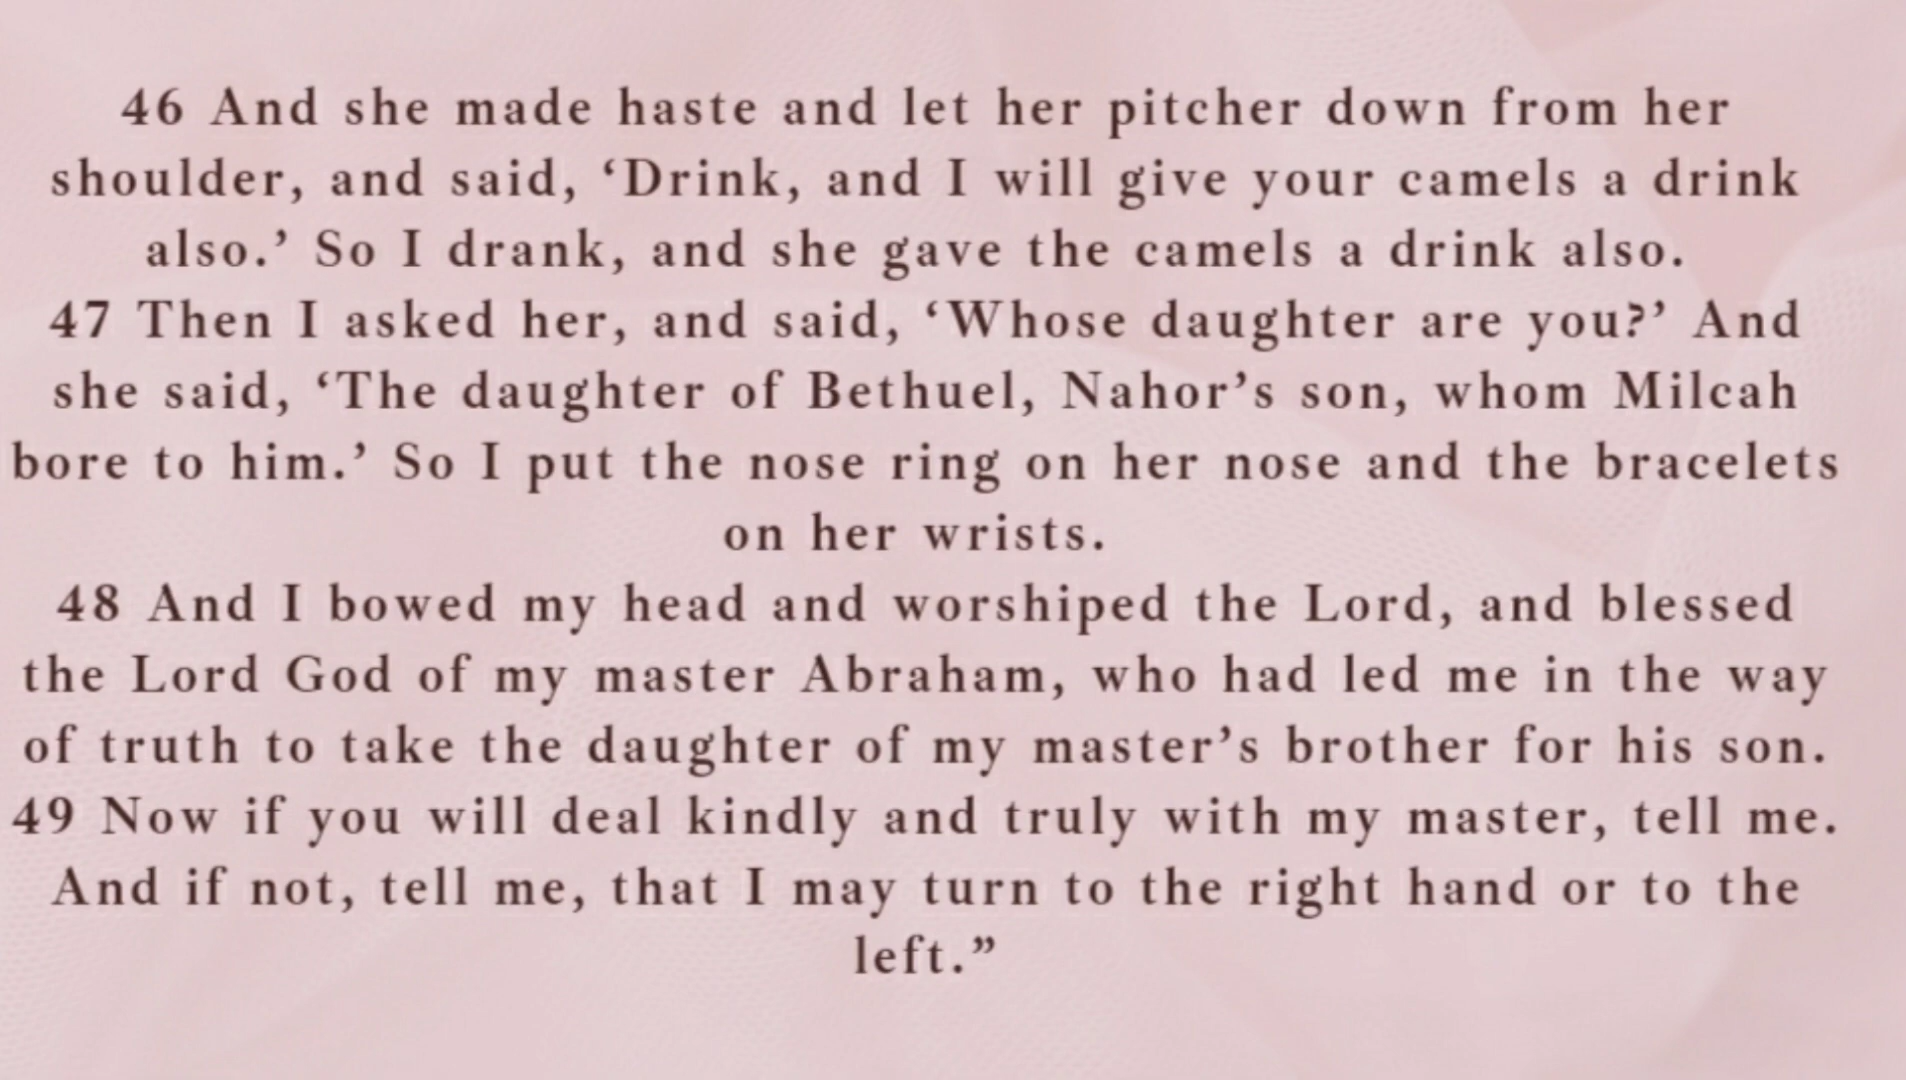 46 And she made haste and let her pitcher down from her
shoulder, and said, ‘Drink, and I will give your camels a drink
also.’ So I drank, and she gave the camels a drink also.
47 Then I asked her, and said, ‘Whose daughter are you?’ And
she said, ‘The daughter of Bethuel, Nahor’s son, whom Milcah
bore to him.’ So I put the nose ring on her nose and the bracelets
on her wrists.
48 And I bowed my head and worshiped the Lord, and blessed
the Lord God of my master Abraham, who had led me in the way
of truth to take the daughter of my master’s brother for his son.
49 Now if you will deal kindly and truly with my master, tell me.
And if not, tell me, that I may turn to the right hand or to the
left.”